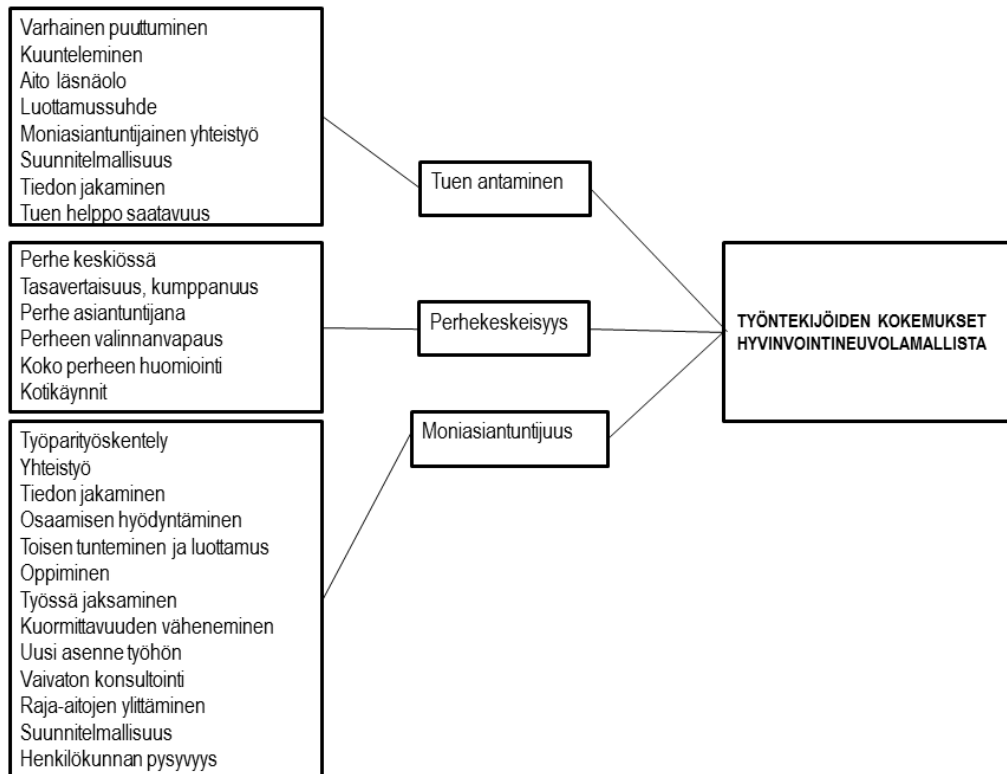 Varhainen puuttuminen
Kuunteleminen
Aito läsnäolo
Luottamussuhde
Moniasiantuntijainen yhteistyö
Suunnitelmallisuus
Tiedon jakaminen
Tuen helppo saatavuus
Tuen antaminen
Perhe keskiössä
Tasavertaisuus, kumppanuus
Perhe asiantuntijana
Perheen valinnanvapaus
Koko perheen huomiointi
Kotikäynnit
Perhekeskeisyys
TYÖNTEKIJÖIDEN KOKEMUKSET
HYVINVOINTINEUVOLAMALLISTA
Työparityöskentely
Yhteistyö
Tiedon jakaminen
Osaamisen hyödyntäminen
Toisen tunteminen ja luottamus
Oppiminen
Työssä jaksaminen
Kuormittavuuden väheneminen
Uusi asenne työhön
Vaivaton konsultointi
Raja-aitojen ylittäminen
Suunnitelmallisuus
Henkilökunnan pysyvyys
Moniasiantuntijuus